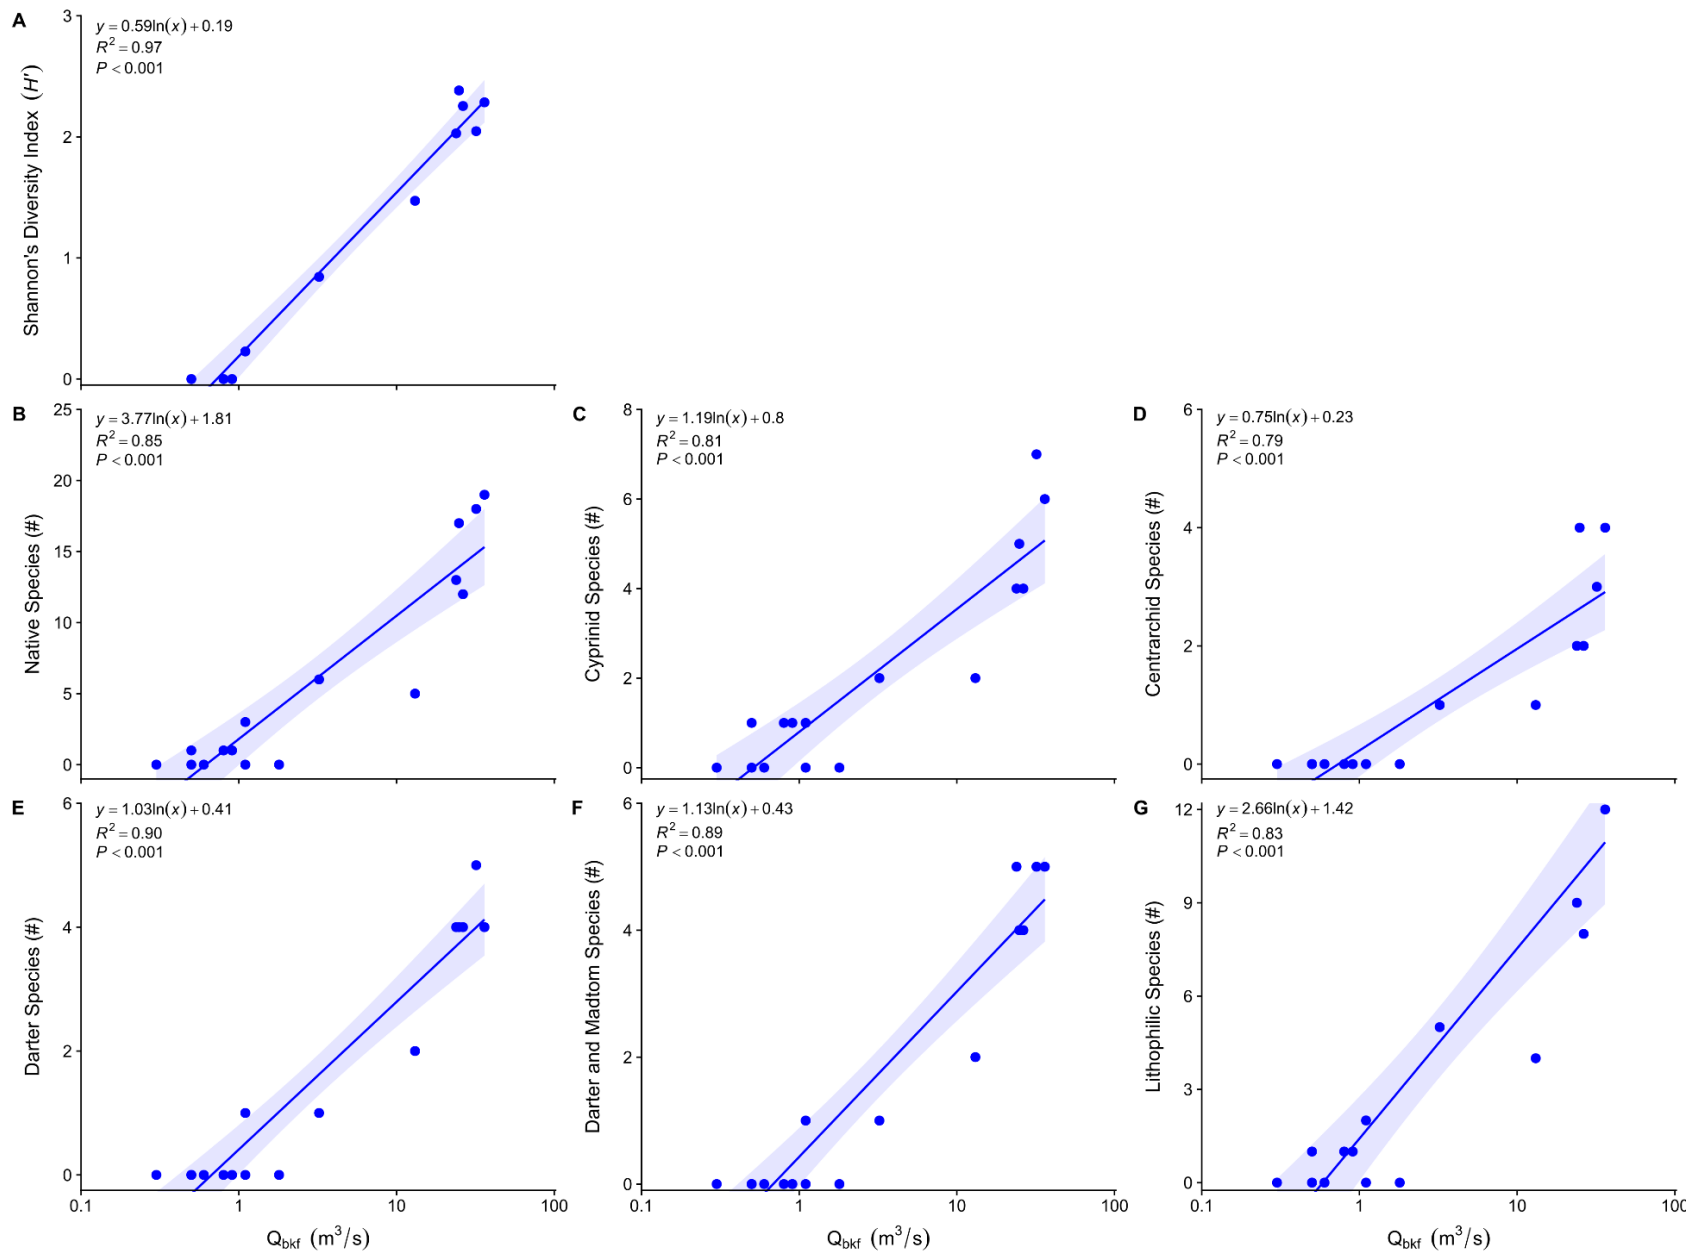 A
y = 0.59ln(x) + 0.19
R² = 0.97
P < 0.001
Shannon's Diversity Index (H′)
3
2
1
0
B
y = 3.77ln(x) + 1.81
R² = 0.85
P < 0.001
Native Species (#)
25
20
15
10
5
0
C
y = 1.19ln(x) + 0.8
R² = 0.81
P < 0.001
Cyprinid Species (#)
8
6
4
2
0
D
y = 0.75ln(x) + 0.23
R² = 0.79
P < 0.001
Centrarchid Species (#)
6
4
2
0
E
y = 1.03ln(x) + 0.41
R² = 0.90
P < 0.001
Darter Species (#)
6
4
2
0
0.1 1 10 100
Qbkf (m³/s)
F
y = 1.13ln(x) + 0.43
R² = 0.89
P < 0.001
Darter and Madtom Species (#)
6
4
2
0
0.1 1 10 100
Qbkf (m³/s)
G
y = 2.66ln(x) + 1.42
R² = 0.83
P < 0.001
Lithophilic Species (#)
12
9
6
3
0
0.1 1 10 100
Qbkf (m³/s)